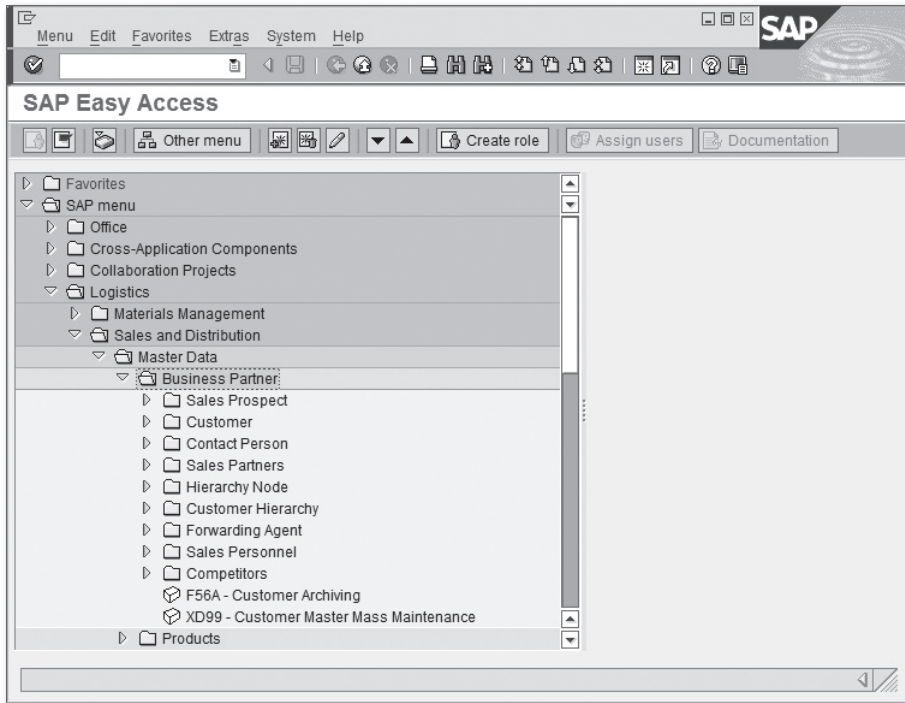 Menu Edit Favorites Extras System Help
SAP
SAP Easy Access
Other menu Create role Assign users Documentation
Favorites
SAP menu
Office
Cross-Application Components
Collaboration Projects
Logistics
Materials Management
Sales and Distribution
Master Data
Business Partner
Sales Prospect
Customer
Contact Person
Sales Partners
Hierarchy Node
Customer Hierarchy
Forwarding Agent
Sales Personnel
Competitors
F56A - Customer Archiving
XD99 - Customer Master Mass Maintenance
Products